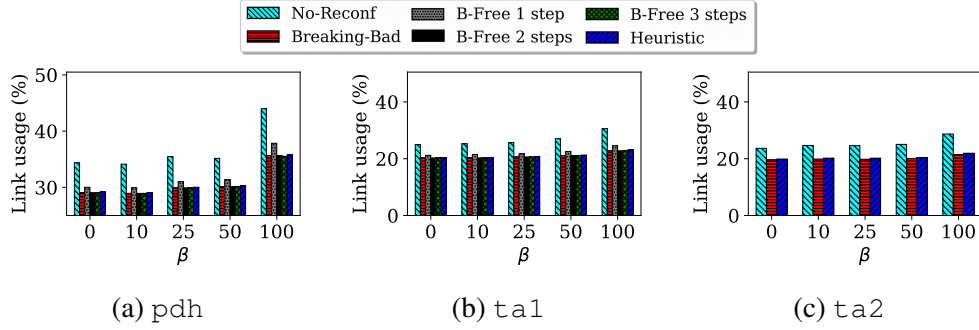 No-Reconf B-Free 1 step B-Free 3 steps
Breaking-Bad B-Free 2 steps Heuristic
Link usage (%)
50
40
30
0 10 25 50 100
β
(a) pdh
Link usage (%)
40
20
0
0 10 25 50 100
β
(b) ta1
Link usage (%)
40
20
0
0 10 25 50 100
β
(c) ta2